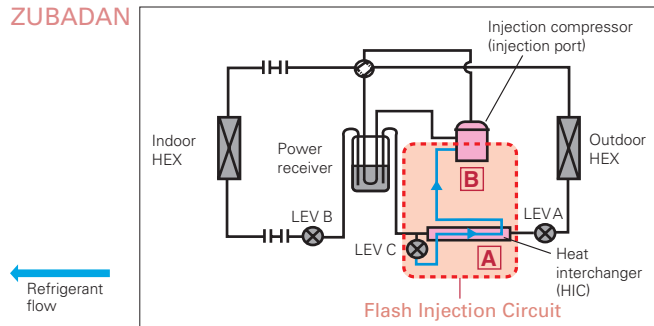 ZUBADAN
Injection compressor
(injection port)
Indoor
HEX
Power
receiver
Outdoor
HEX
B
LEV B
LEV A
LEV C
A
Heat
interchanger
(HIC)
Refrigerant
flow
Flash Injection Circuit